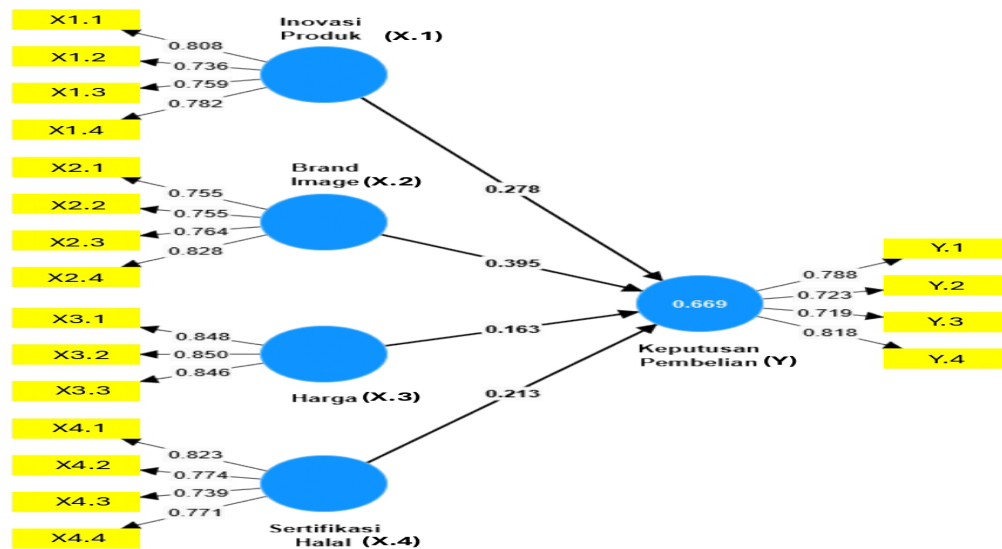 X1.1
0.808
X1.2
0.736
X1.3
0.759
X1.4
0.782
Inovasi
Produk (X.1)
X2.1
0.755
X2.2
0.755
X2.3
0.764
X2.4
0.828
Brand
Image (X.2)
X3.1
0.848
X3.2
0.850
X3.3
0.846
Harga (X.3)
X4.1
0.823
X4.2
0.774
X4.3
0.739
X4.4
0.771
Sertifikasi
Halal (X.4)
0.278
0.395
0.163
0.213
0.669
Keputusan
Pembelian (Y)
Y.1
0.788
Y.2
0.723
Y.3
0.719
Y.4
0.818